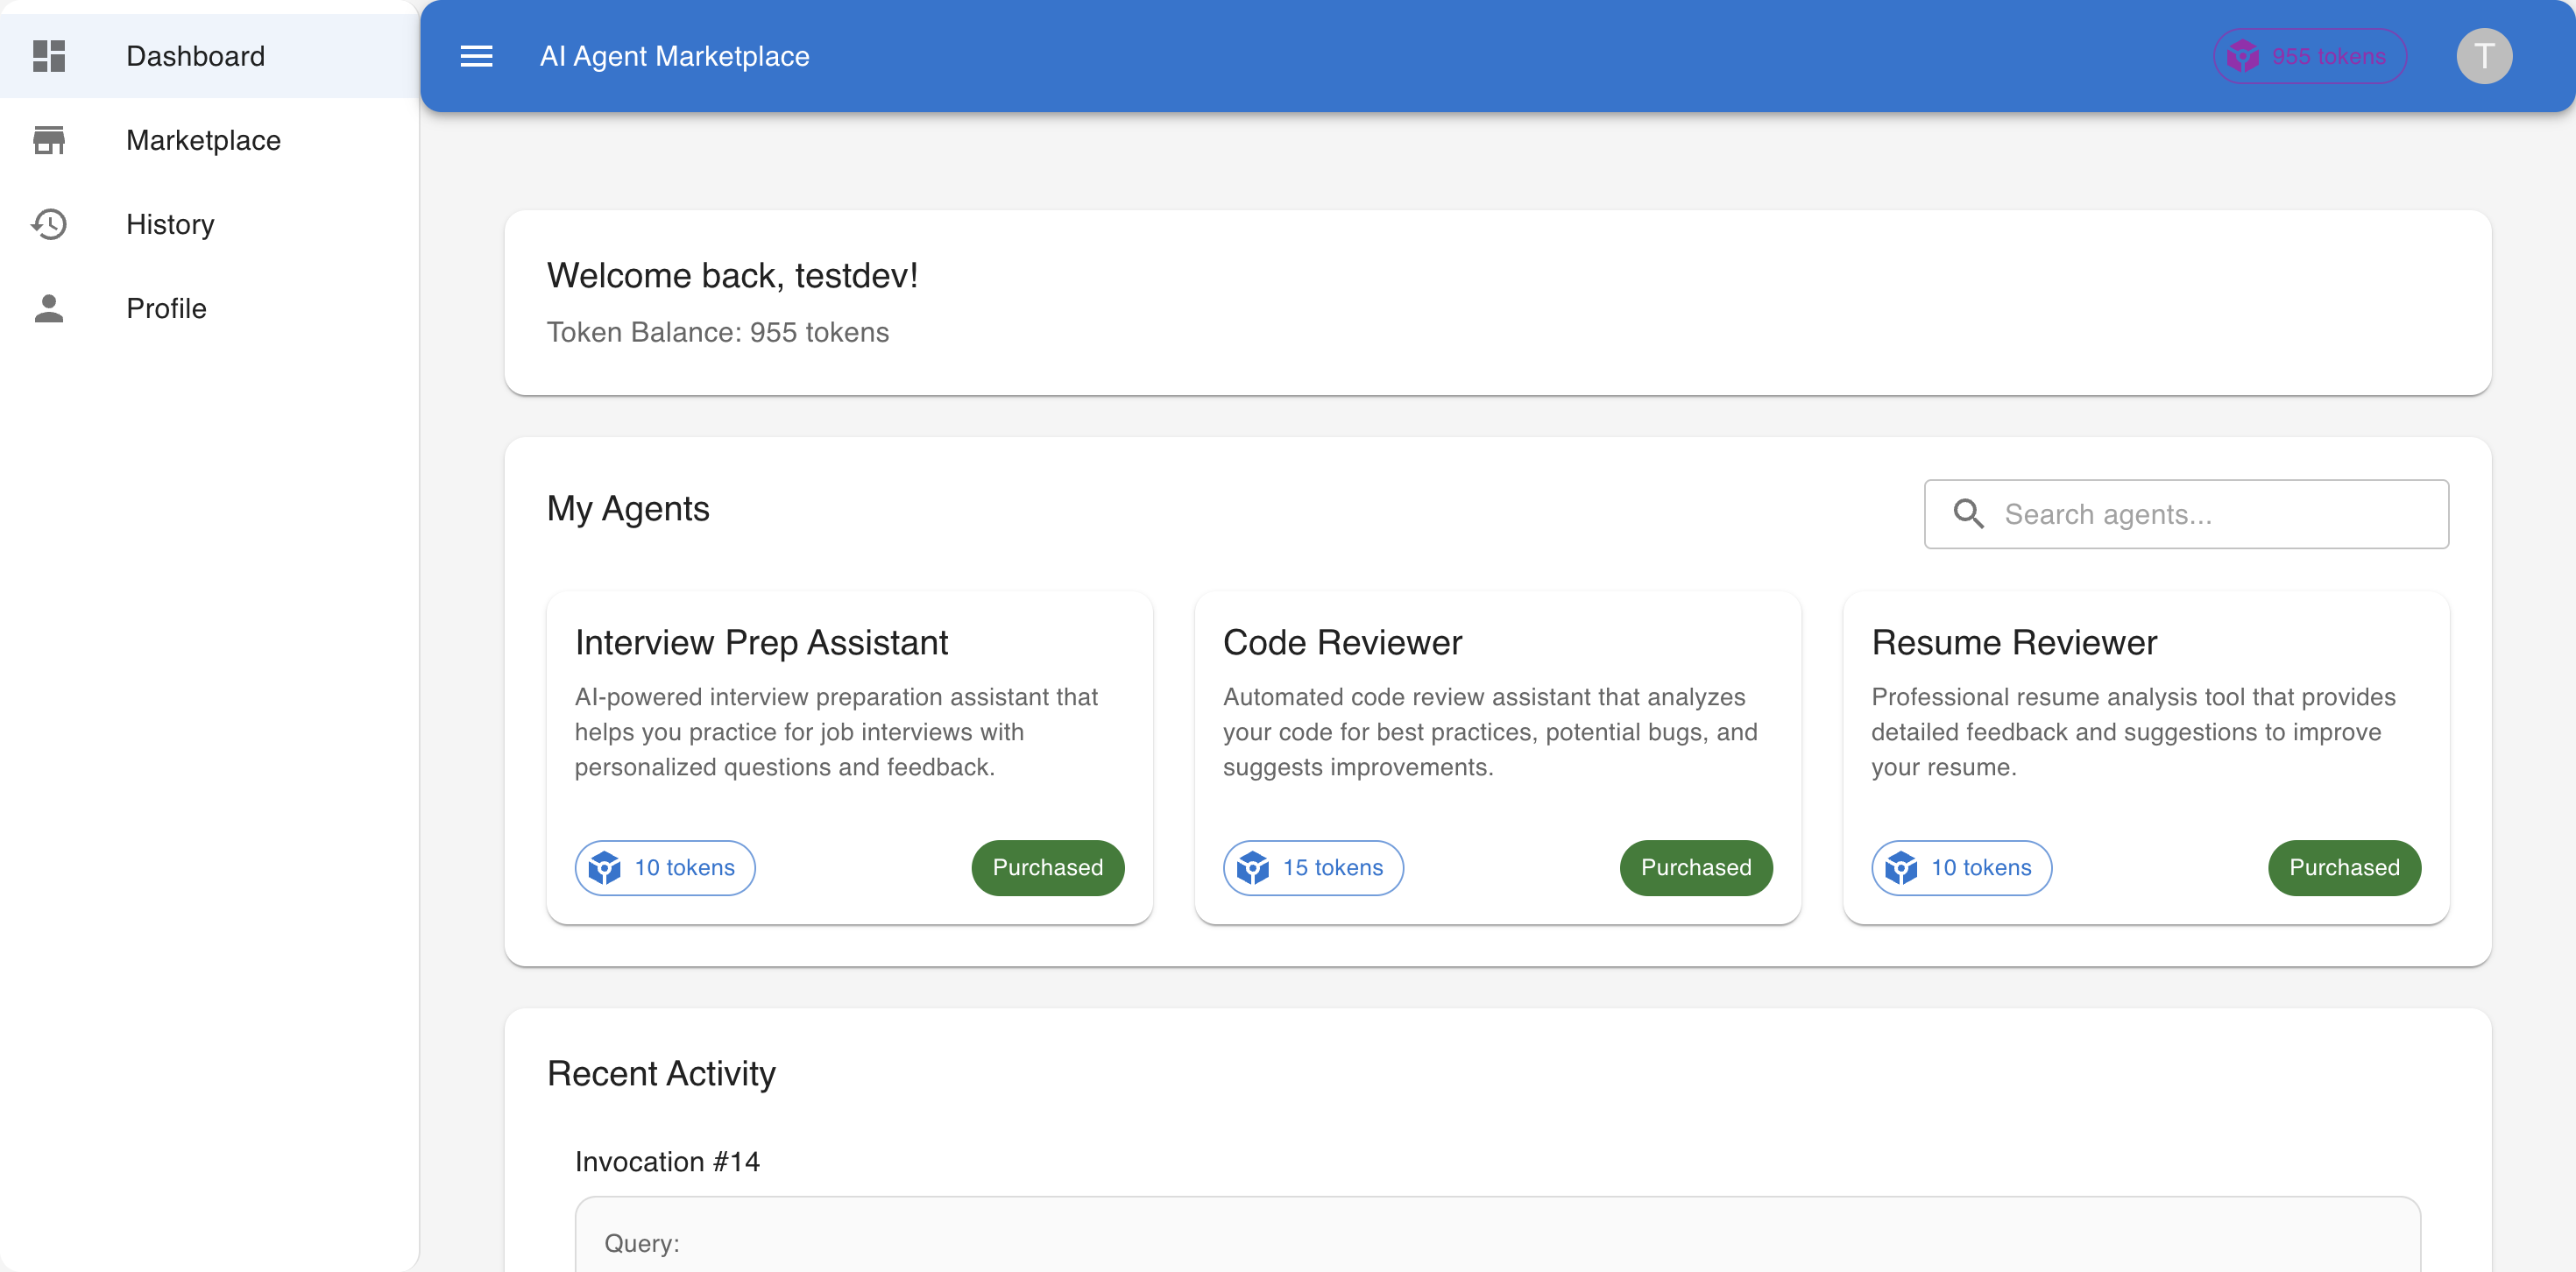 Dashboard
Marketplace
History
Profile
AI Agent Marketplace
955 tokens
T
Welcome back, testdev!
Token Balance: 955 tokens
My Agents
Search agents...
Interview Prep Assistant
AI-powered interview preparation assistant that
helps you practice for job interviews with
personalized questions and feedback.
10 tokens
Purchased
Code Reviewer
Automated code review assistant that analyzes
your code for best practices, potential bugs, and
suggests improvements.
15 tokens
Purchased
Resume Reviewer
Professional resume analysis tool that provides
detailed feedback and suggestions to improve
your resume.
10 tokens
Purchased
Recent Activity
Invocation #14
Query: